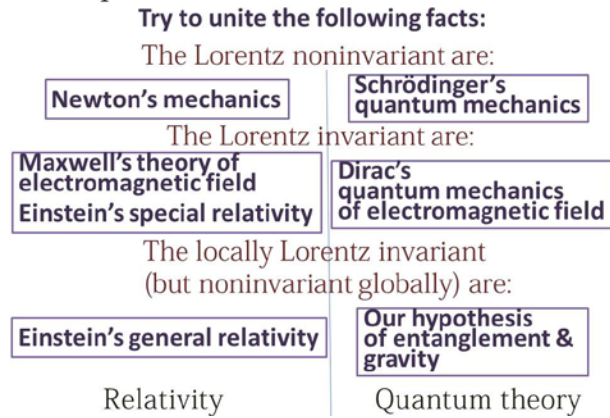 Try to unite the following facts:
The Lorentz noninvariant are:
Newton's mechanics
Schrödinger's
quantum mechanics
The Lorentz invariant are:
Maxwell's theory of
electromagnetic field
Einstein's special relativity
Dirac's
quantum mechanics
of electromagnetic field
The locally Lorentz invariant
(but noninvariant globally) are:
Einstein's general relativity
Our hypothesis
of entanglement &
gravity
Relativity
Quantum theory